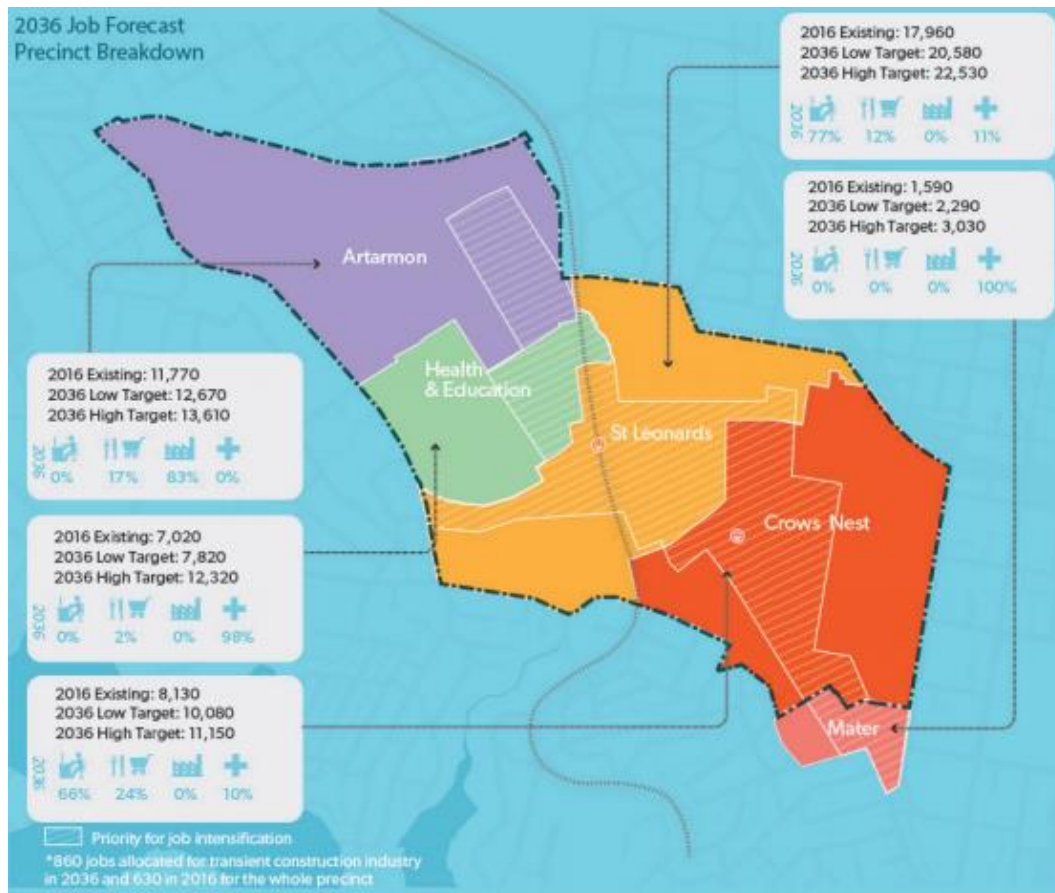 2036 Job Forecast
Precinct Breakdown
2016 Existing: 17,960
2036 Low Target: 20,580
2036 High Target: 22,530
2036
77% 12% 0% 11%
2016 Existing: 1,590
2036 Low Target: 2,290
2036 High Target: 3,030
2036
0% 0% 0% 100%
Artarmon
Health
& Education
St Leonards
Crows Nest
Mater
2016 Existing: 11,770
2036 Low Target: 12,670
2036 High Target: 13,610
2036
0% 17% 83% 0%
2016 Existing: 7,020
2036 Low Target: 7,820
2036 High Target: 12,320
2036
0% 2% 0% 98%
2016 Existing: 8,130
2036 Low Target: 10,080
2036 High Target: 11,150
2036
66% 24% 0% 10%
Priority for job intensification
*860 jobs allocated for transient construction industry
in 2036 and 630 in 2016 for the whole precinct